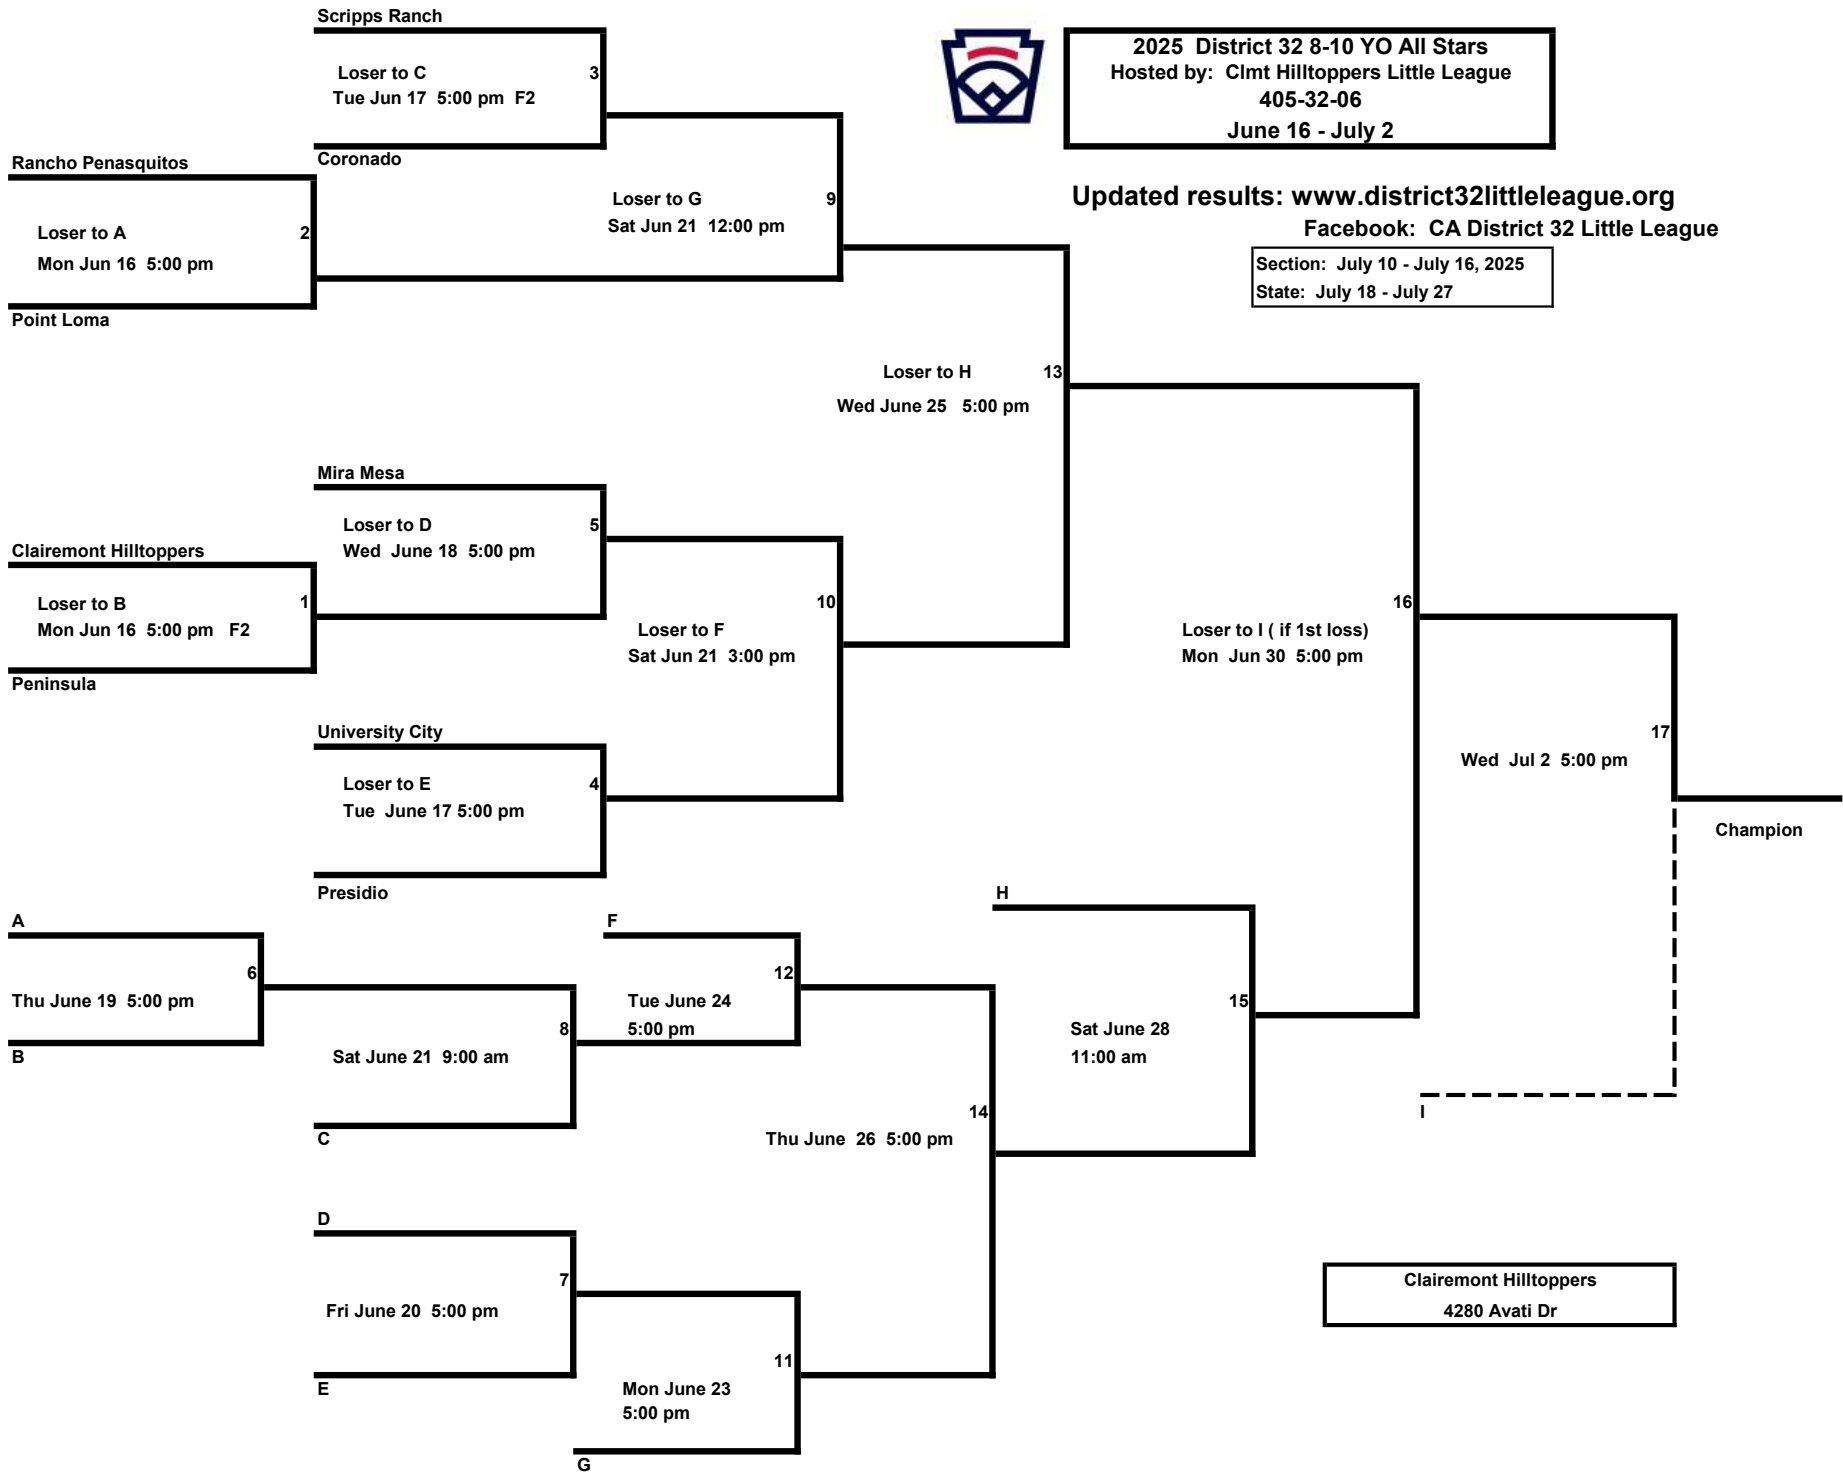 Scripps Ranch
Loser to C
3
Tue Jun 17  5:00 pm  F2
Coronado
2025  District 32 8-10 YO All Stars
Hosted by:  Clmt Hilltoppers Little League
405-32-06
June 16 - July 2
Updated results: www.district32littleleague.org
Facebook:  CA District 32 Little League
Section:  July 10 - July 16, 2025
State:  July 18 - July 27
Rancho Penasquitos
Loser to A
2
Mon Jun 16  5:00 pm
Point Loma
Loser to G
9
Sat Jun 21  12:00 pm
Loser to H
13
Wed June 25   5:00 pm
Mira Mesa
Loser to D
5
Wed  June 18  5:00 pm
Clairemont Hilltoppers
Loser to B
1
Mon Jun 16  5:00 pm   F2
Peninsula
10
Loser to F
Sat Jun 21  3:00 pm
16
Loser to I ( if 1st loss)
Mon  Jun 30  5:00 pm
University City
Loser to E
4
Tue  June 17 5:00 pm
Presidio
17
Wed  Jul 2  5:00 pm
Champion
A
6
Thu June 19  5:00 pm
B
8
Sat June 21  9:00 am
C
F
12
Tue June 24
5:00 pm
H
15
Sat June 28
11:00 am
14
Thu June  26  5:00 pm
I
D
7
Fri June 20  5:00 pm
E
11
Mon June 23
5:00 pm
G
Clairemont Hilltoppers
4280 Avati Dr